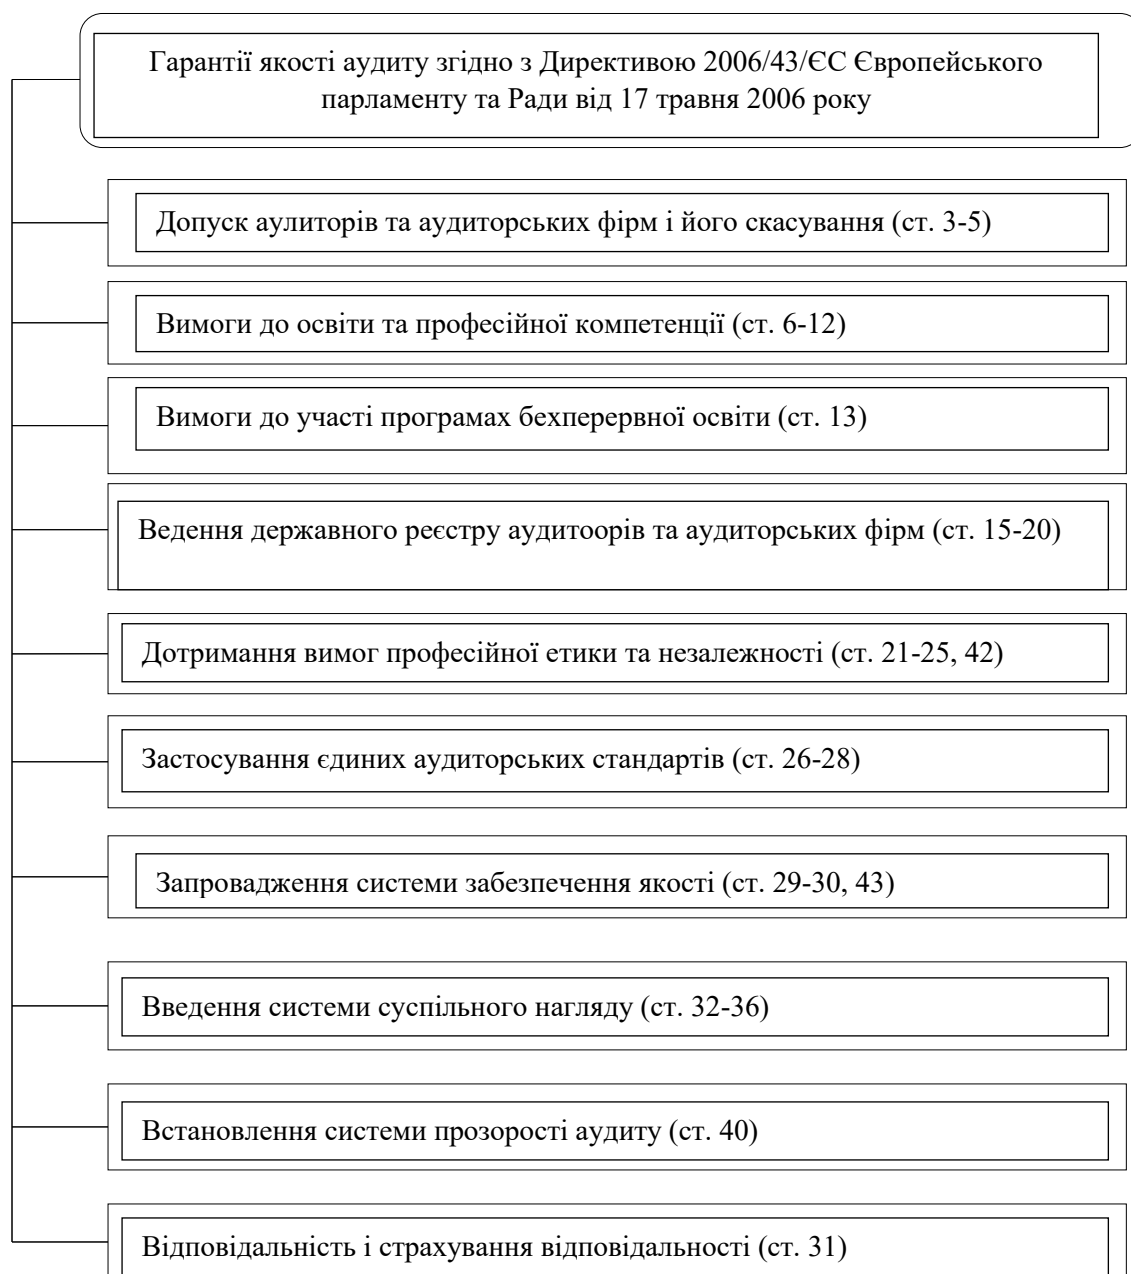 Гарантії якості аудиту згідно з Директивою 2006/43/ЄС Європейського
парламенту та Ради від 17 травня 2006 року
Допуск аулиторів та аудиторських фірм і його скасування (ст. 3-5)
Вимоги до освіти та професійної компетенції (ст. 6-12)
Вимоги до участі програмах бехперервної освіти (ст. 13)
Ведення державного реєстру аудитоорів та аудиторських фірм (ст. 15-20)
Дотримання вимог професійної етики та незалежності (ст. 21-25, 42)
Застосування єдиних аудиторських стандартів (ст. 26-28)
Запровадження системи забезпечення якості (ст. 29-30, 43)
Введення системи суспільного нагляду (ст. 32-36)
Встановлення системи прозорості аудиту (ст. 40)
Відповідальність і страхування відповідальності (ст. 31)